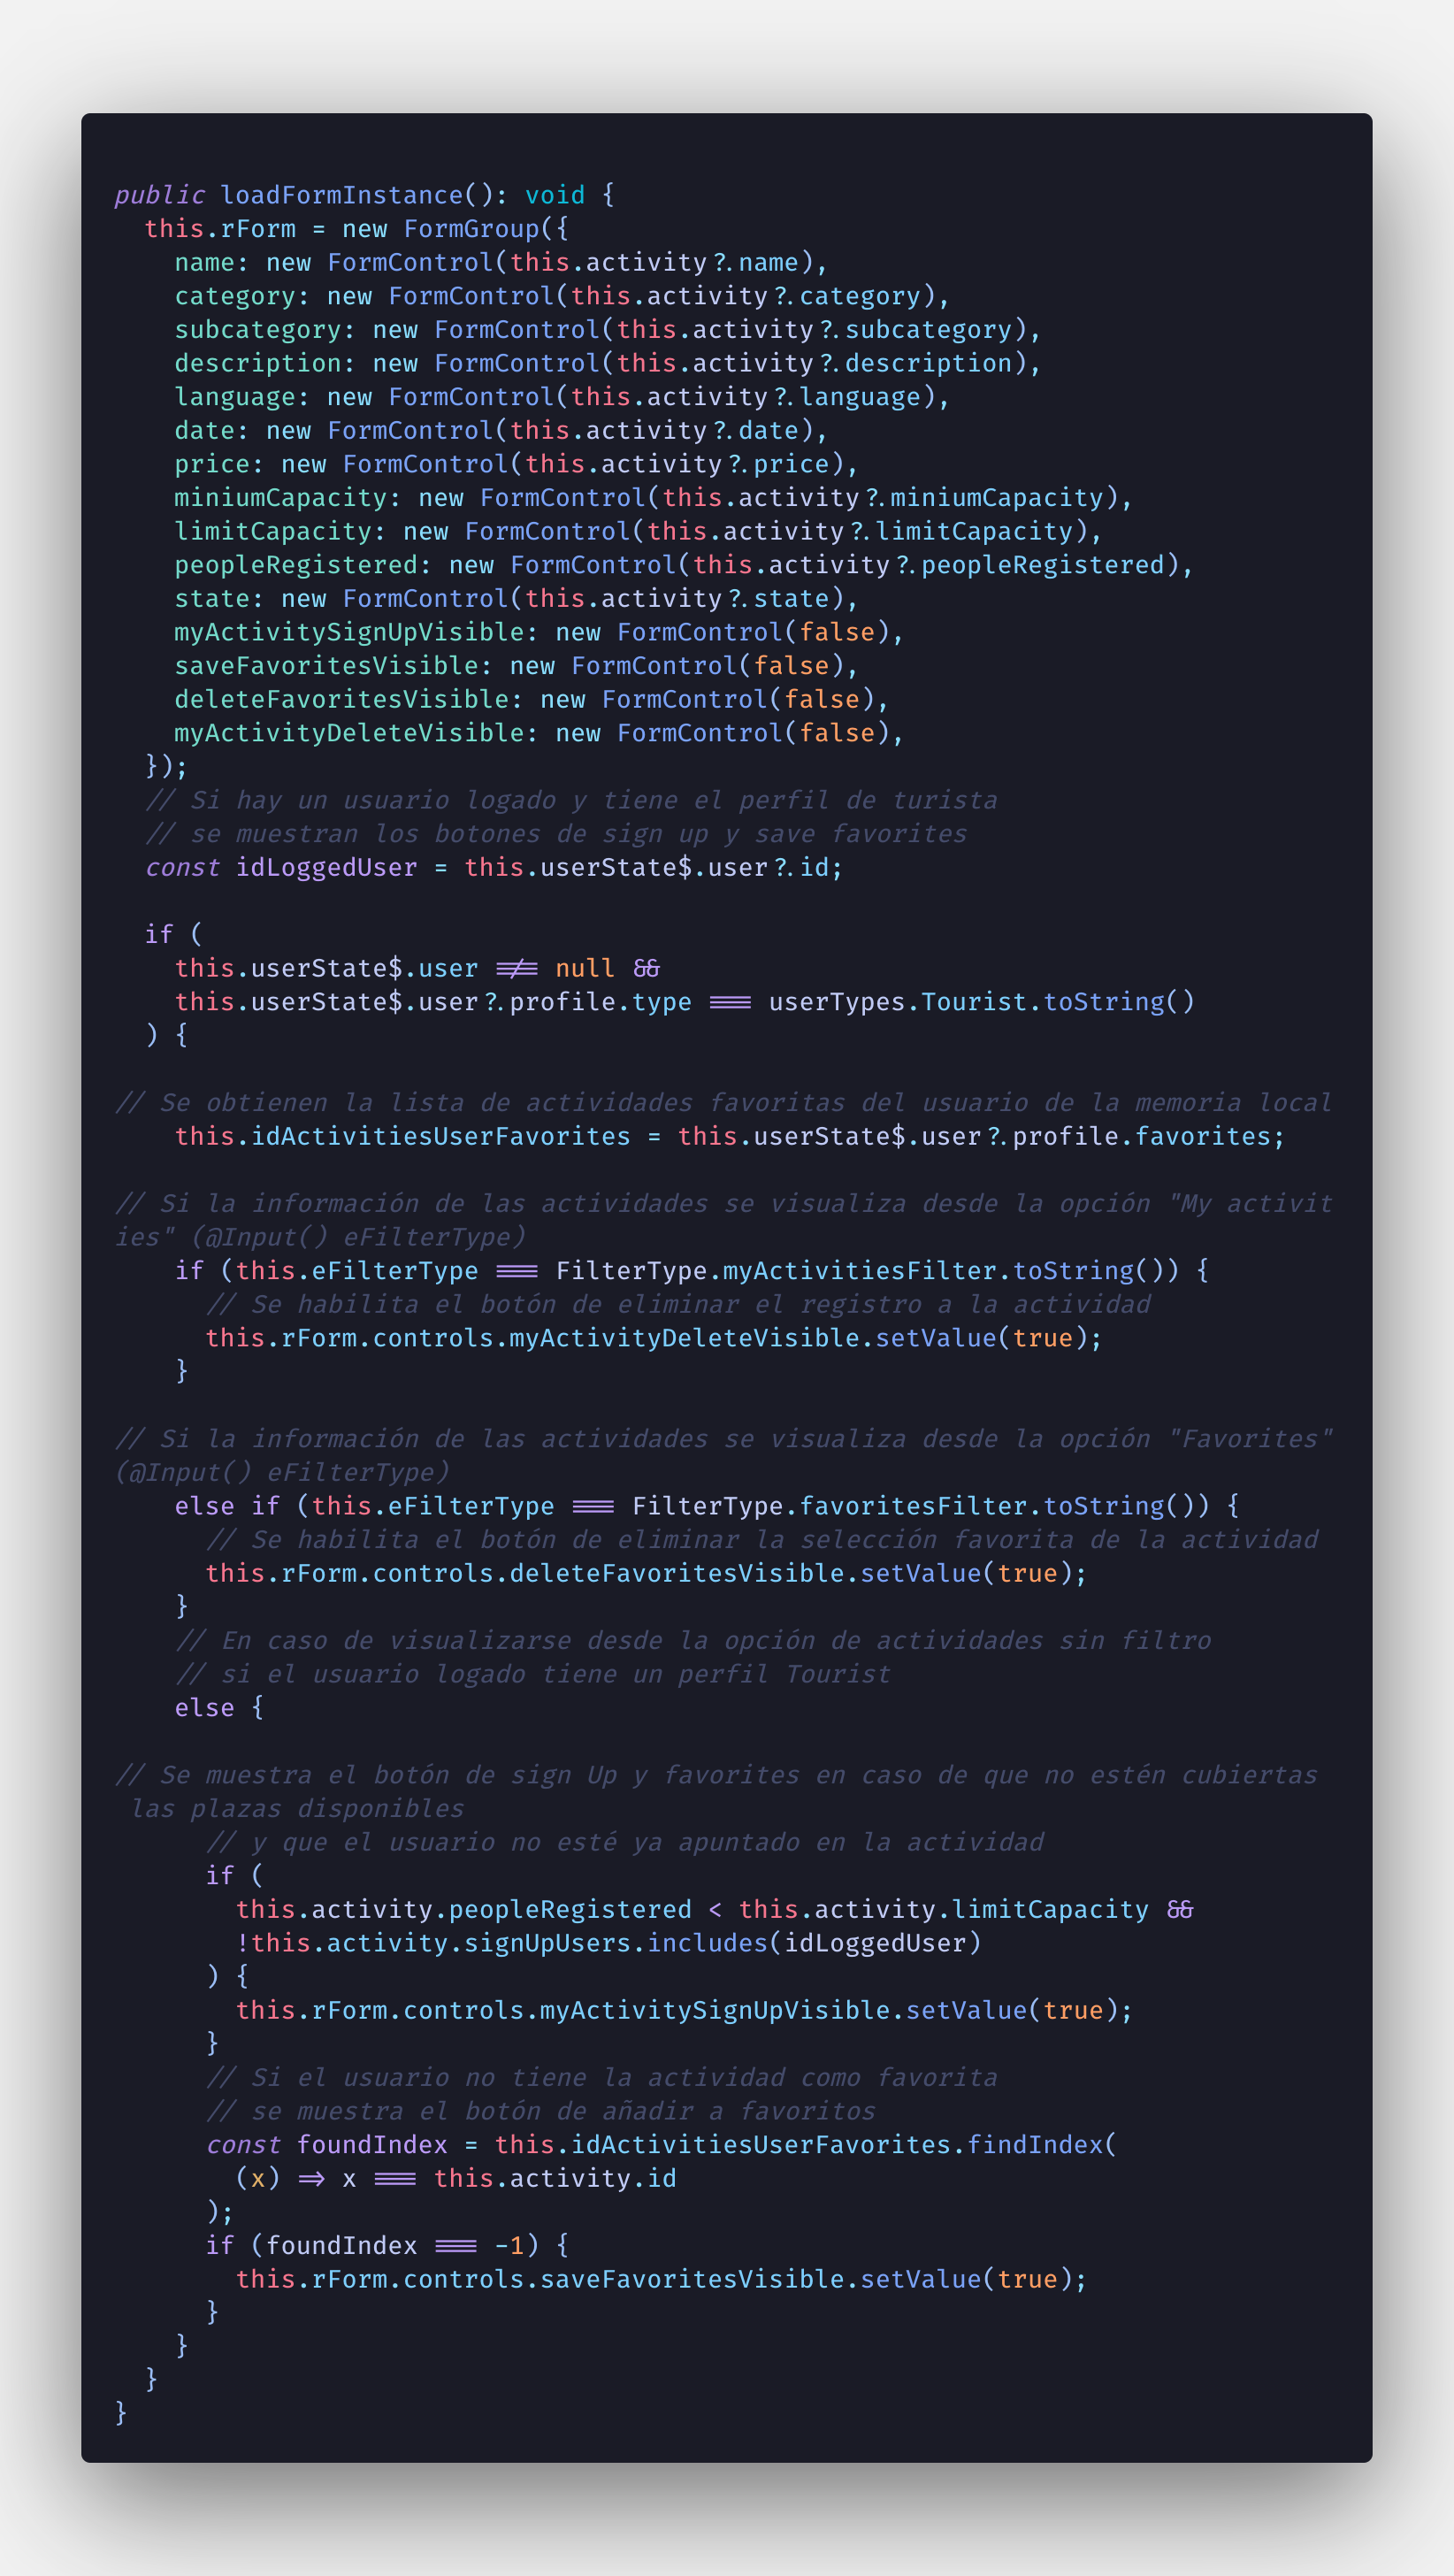 public loadFormInstance(): void {
  this.rForm = new FormGroup({
    name: new FormControl(this.activity?.name),
    category: new FormControl(this.activity?.category),
    subcategory: new FormControl(this.activity?.subcategory),
    description: new FormControl(this.activity?.description),
    language: new FormControl(this.activity?.language),
    date: new FormControl(this.activity?.date),
    price: new FormControl(this.activity?.price),
    miniumCapacity: new FormControl(this.activity?.miniumCapacity),
    limitCapacity: new FormControl(this.activity?.limitCapacity),
    peopleRegistered: new FormControl(this.activity?.peopleRegistered),
    state: new FormControl(this.activity?.state),
    myActivitySignUpVisible: new FormControl(false),
    saveFavoritesVisible: new FormControl(false),
    deleteFavoritesVisible: new FormControl(false),
    myActivityDeleteVisible: new FormControl(false),
  });
  // Si hay un usuario logado y tiene el perfil de turista
  // se muestran los botones de sign up y save favorites
  const idLoggedUser = this.userState$.user?.id;

  if (
    this.userState$.user !== null &&
    this.userState$.user?.profile.type === userTypes.Tourist.toString()
  ) {

// Se obtienen la lista de actividades favoritas del usuario de la memoria local
    this.idActivitiesUserFavorites = this.userState$.user?.profile.favorites;

// Si la información de las actividades se visualiza desde la opción "My activit
ies" (@Input() eFilterType)
    if (this.eFilterType === FilterType.myActivitiesFilter.toString()) {
      // Se habilita el botón de eliminar el registro a la actividad
      this.rForm.controls.myActivityDeleteVisible.setValue(true);
    }

// Si la información de las actividades se visualiza desde la opción "Favorites"
(@Input() eFilterType)
    else if (this.eFilterType === FilterType.favoritesFilter.toString()) {
      // Se habilita el botón de eliminar la selección favorita de la actividad
      this.rForm.controls.deleteFavoritesVisible.setValue(true);
    }
    // En caso de visualizarse desde la opción de actividades sin filtro
    // si el usuario logado tiene un perfil Tourist
    else {

// Se muestra el botón de sign Up y favorites en caso de que no estén cubiertas
 las plazas disponibles
      // y que el usuario no esté ya apuntado en la actividad
      if (
        this.activity.peopleRegistered < this.activity.limitCapacity &&
        !this.activity.signUpUsers.includes(idLoggedUser)
      ) {
        this.rForm.controls.myActivitySignUpVisible.setValue(true);
      }
      // Si el usuario no tiene la actividad como favorita
      // se muestra el botón de añadir a favoritos
      const foundIndex = this.idActivitiesUserFavorites.findIndex(
        (x) => x === this.activity.id
      );
      if (foundIndex === -1) {
        this.rForm.controls.saveFavoritesVisible.setValue(true);
      }
    }
  }
}